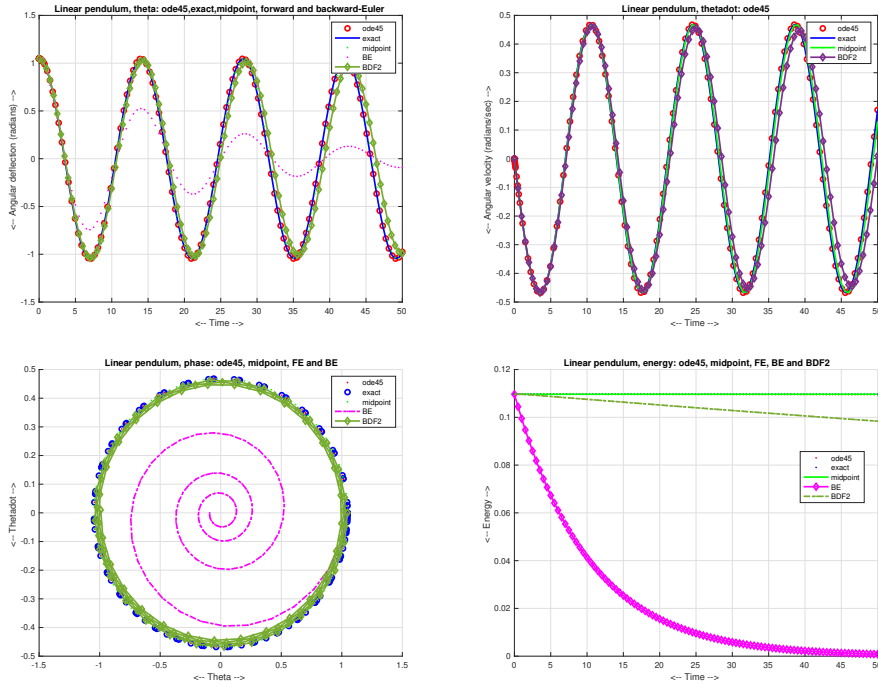 Linear pendulum, theta: ode45,exact,midpoint, forward and backward-Euler
1.5
1
0.5
0
-0.5
-1
-1.5
<-- Angular deflection (radians) -->
0 5 10 15 20 25 30 35 40 45 50
<-- Time -->
ode45
exact
midpoint
BE
BDF2
Linear pendulum, thetadot: ode45
0.5
0.4
0.3
0.2
0.1
0
-0.1
-0.2
-0.3
-0.4
-0.5
<-- Angular velocity (radians/sec) -->
0 5 10 15 20 25 30 35 40 45 50
<-- Time -->
ode45
exact
midpoint
BDF2
Linear pendulum, phase: ode45, midpoint, FE and BE
0.5
0.4
0.3
0.2
0.1
0
-0.1
-0.2
-0.3
-0.4
-0.5
<-- Thetadot -->
-1.5 -1 -0.5 0 0.5 1 1.5
<-- Theta -->
ode45
exact
midpoint
BE
BDF2
Linear pendulum, energy: ode45, midpoint, FE, BE and BDF2
0.12
0.1
0.08
0.06
0.04
0.02
0
<-- Energy -->
0 5 10 15 20 25 30 35 40 45 50
<-- Time -->
ode45
exact
midpoint
BE
BDF2